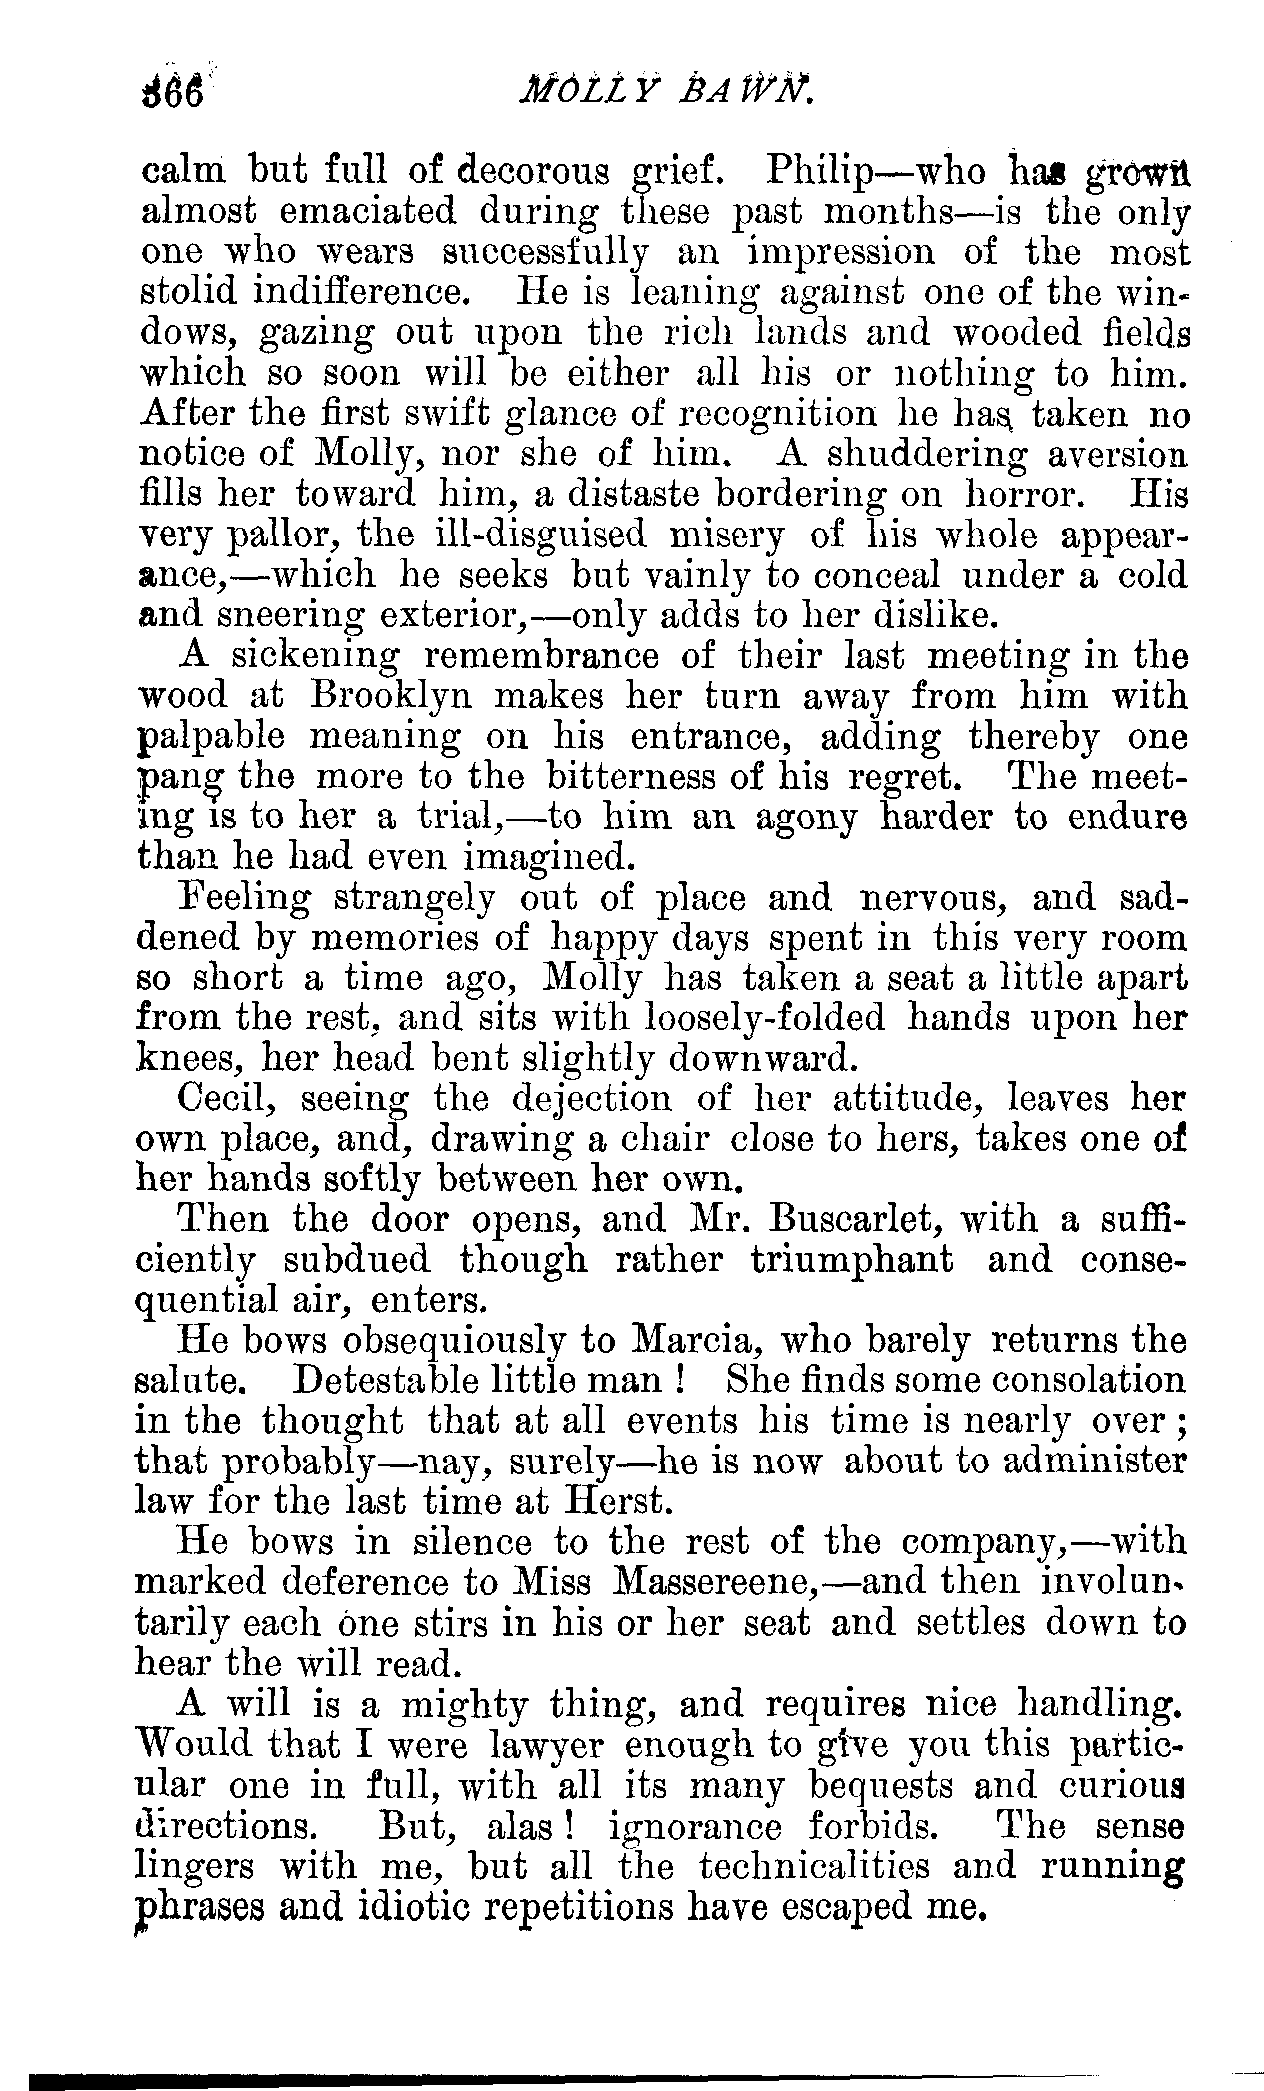 366 MOLLY BAWN.
calm but full of decorous grief. Philip—who has grown
almost emaciated during these past months—is the only
one who wears successfully an impression of the most
stolid indifference. He is leaning against one of the win-
dows, gazing out upon the rich lands and wooded fields
which so soon will be either all his or nothing to him.
After the first swift glance of recognition he has taken no
notice of Molly, nor she of him. A shuddering aversion
fills her toward him, a distaste bordering on horror. His
very pallor, the ill-disguised misery of his whole appear-
ance,—which he seeks but vainly to conceal under a cold
and sneering exterior,—only adds to her dislike.
A sickening remembrance of their last meeting in the
wood at Brooklyn makes her turn away from him with
palpable meaning on his entrance, adding thereby one
pang the more to the bitterness of his regret. The meet-
ing is to her a trial,—to him an agony harder to endure
than he had even imagined.
Feeling strangely out of place and nervous, and sad-
dened by memories of happy days spent in this very room
so short a time ago, Molly has taken a seat a little apart
from the rest, and sits with loosely-folded hands upon her
knees, her head bent slightly downward.
Cecil, seeing the dejection of her attitude, leaves her
own place, and, drawing a chair close to hers, takes one of
her hands softly between her own.
Then the door opens, and Mr. Buscarlet, with a suffi-
ciently subdued though rather triumphant and conse-
quential air, enters.
He bows obsequiously to Marcia, who barely returns the
salute. Detestable little man ! She finds some consolation
in the thought that at all events his time is nearly over ;
that probably—nay, surely—he is now about to administer
law for the last time at Herst.
He bows in silence to the rest of the company,—with
marked deference to Miss Massereene,—and then involun-
tarily each one stirs in his or her seat and settles down to
hear the will read.
A will is a mighty thing, and requires nice handling.
Would that I were lawyer enough to give you this partic-
ular one in full, with all its many bequests and curious
directions. But, alas ! ignorance forbids. The sense
lingers with me, but all the technicalities and running
phrases and idiotic repetitions have escaped me.